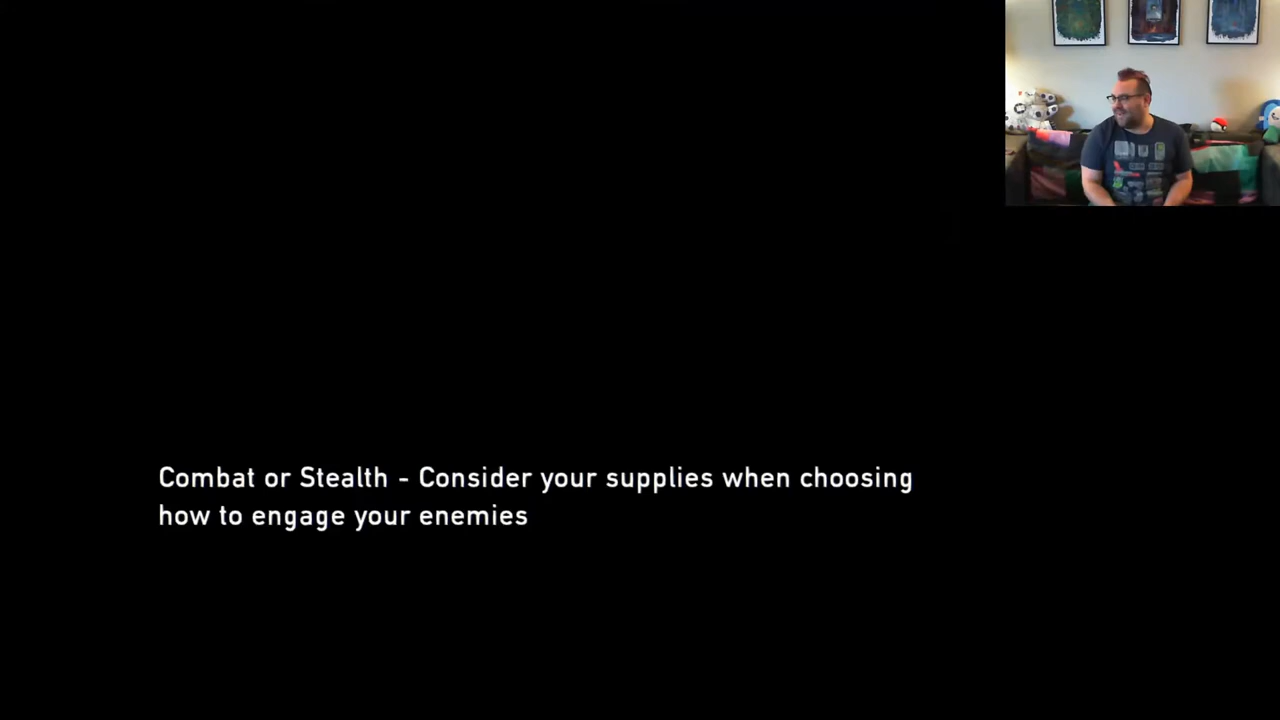 Combat or Stealth - Consider your supplies when choosing
how to engage your enemies